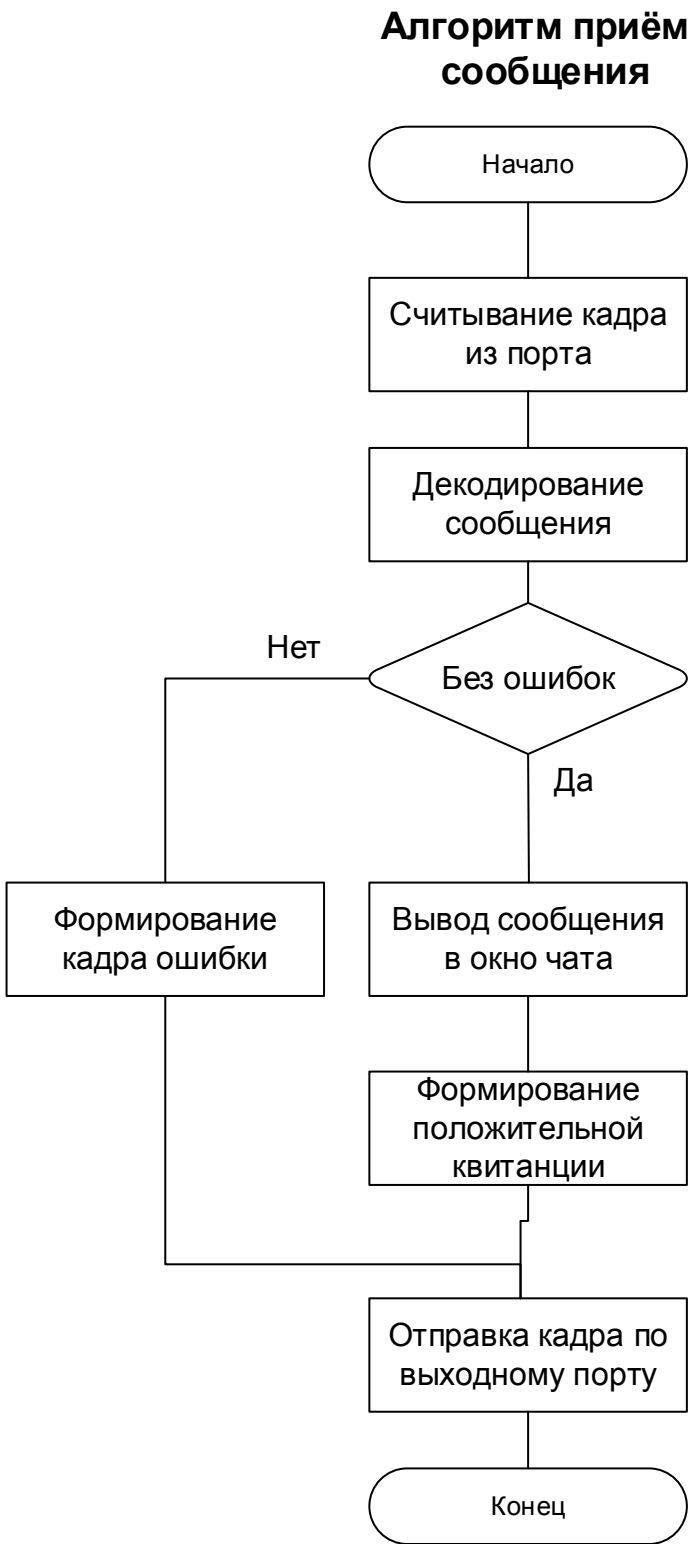 Алгоритм приём
сообщения
Начало
Считывание кадра
из порта
Декодирование
сообщения
Без ошибок
Нет
Да
Формирование
кадра ошибки
Вывод сообщения
в окно чата
Формирование
положительной
квитанции
Отправка кадра по
выходному порту
Конец